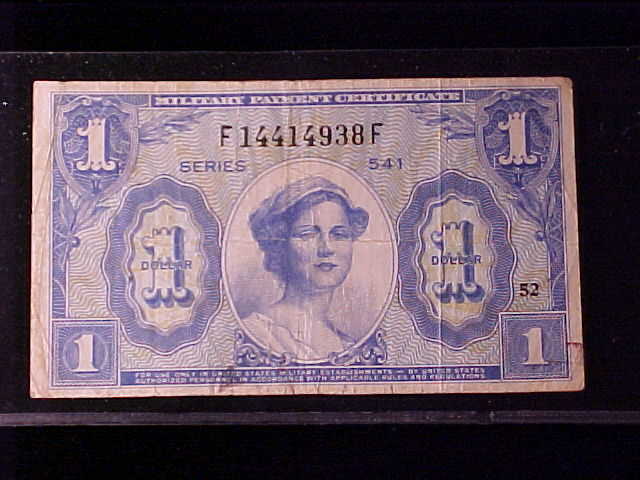 MILITARY PAYMENT CERTIFICATE
1 1
F14414938F
SERIES 541
1 DOLLAR 1 DOLLAR
52
1 1
FOR USE ONLY IN UNITED STATES MILITARY ESTABLISHMENTS — BY UNITED STATES
AUTHORIZED PERSONNEL IN ACCORDANCE WITH APPLICABLE RULES AND REGULATIONS.